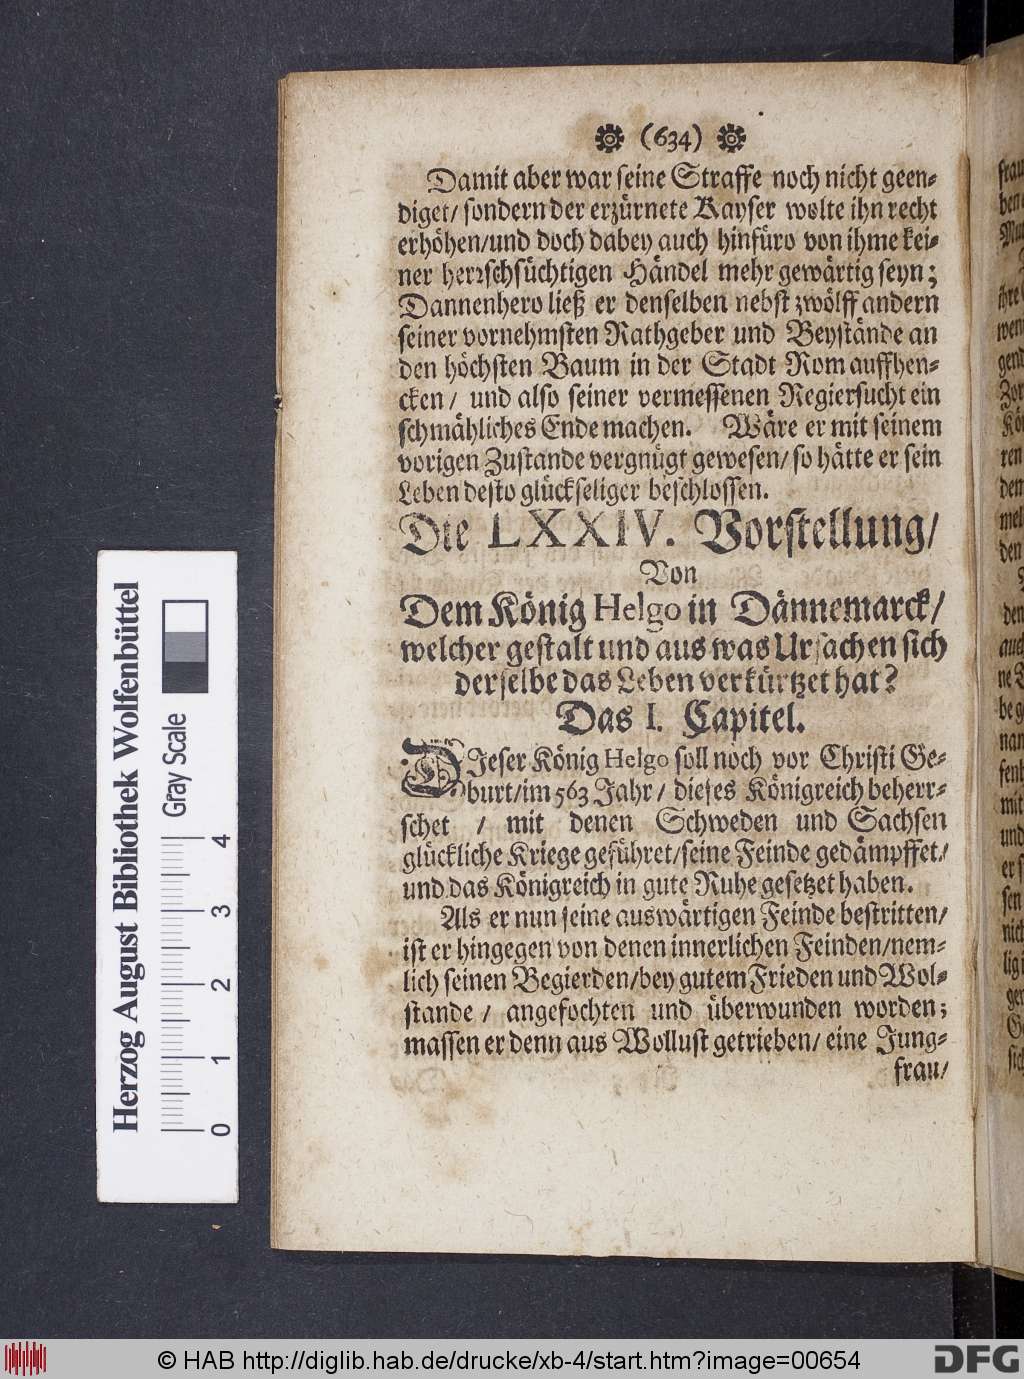 (634)
Damit aber war seine Straffe noch nicht geen-
diget/ sondern der erzürnete Kayser wolte ihn recht
erhöhen/und doch dabey auch hinfüro von ihme kei-
ner herrschsüchtigen Händel mehr gewärtig seyn;
Dannenhero ließ er denselben nebst zwölff andern
seiner vornehmsten Rathgeber und Beystände an
den höchsten Baum in der Stadt Rom auffhen-
cken/ und also seiner vermessenen Regiersucht ein
schmähliches Ende machen. Wäre er mit seinem
vorigen Zustande vergnügt gewesen/ so hätte er sein
Leben desto glückseliger beschlossen.
Die LXXIV. Vorstellung/
Von
Dem König Helgo in Dännemarck/
welcher gestalt und aus was Ursachen sich
derselbe das Leben verkürtzet hat?
Das I. Capitel.
DIeser König Helgo soll noch vor Christi Ge-
burt/im 563 Jahr/ dieses Königreich beherr-
schet / mit denen Schweden und Sachsen
glückliche Kriege geführet/seine Feinde gedämpffet/
und das Königreich in gute Ruhe gesetzet haben.
Als er nun seine auswärtigen Feinde bestritten/
ist er hingegen von denen innerlichen Feinden/nem-
lich seinen Begierden/bey gutem Frieden und Wol-
stande/ angefochten und überwunden worden;
massen er denn aus Wollust getrieben/ eine Jung-
frau/
Herzog August Bibliothek Wolfenbüttel
Gray Scale
0 1 2 3 4
© HAB http://diglib.hab.de/drucke/xb-4/start.htm?image=00654
DFG